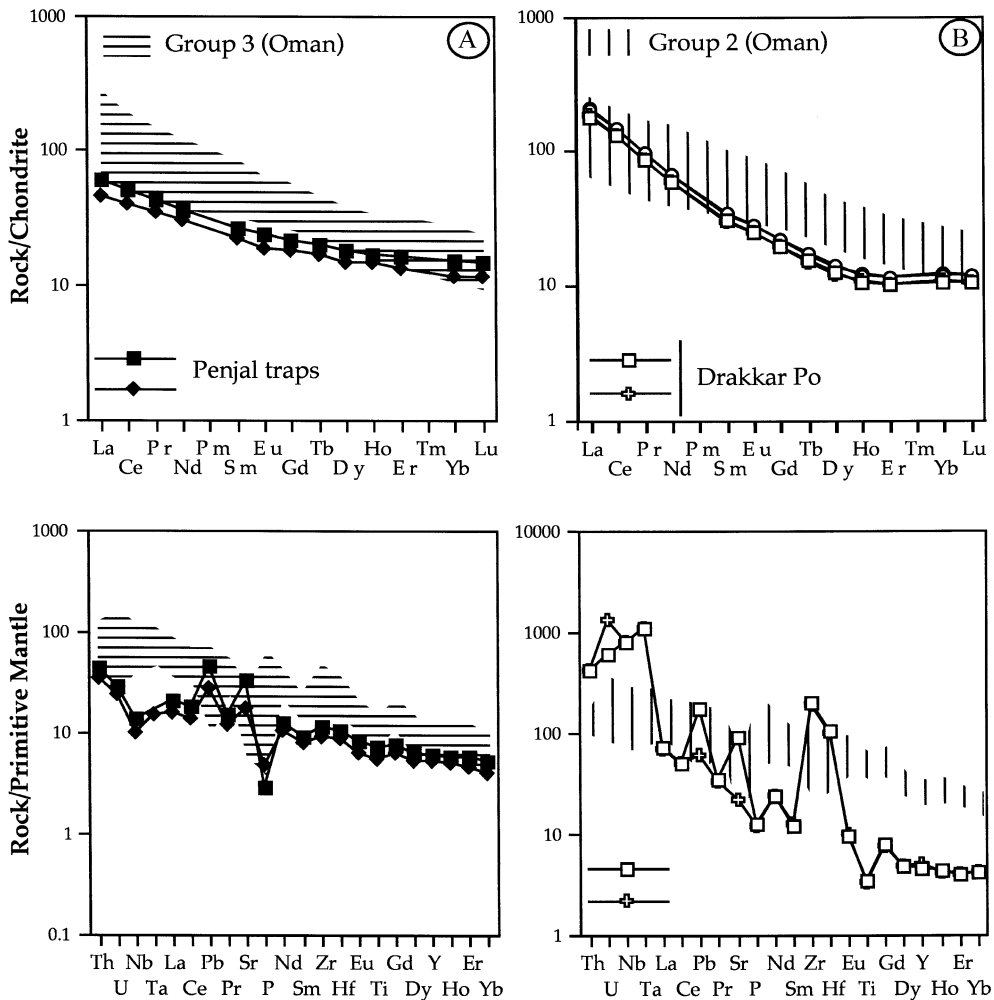 1000
Group 3 (Oman)
A
100
10
1
Rock/Chondrite
Penjal traps
La Pr Pm Eu Tb Ho Tm Lu
Ce Nd Sm Gd Dy Er Yb
1000
Group 2 (Oman)
B
100
10
1
Drakkar Po
La Pr Pm Eu Tb Ho Tm Lu
Ce Nd Sm Gd Dy Er Yb
1000
100
10
1
0.1
Rock/Primitive Mantle
Th Nb La Pb Sr Nd Zr Eu Gd Y Er
U Ta Ce Pr P Sm Hf Ti Dy Ho Yb
10000
1000
100
10
1
Th Nb La Pb Sr Nd Zr Eu Gd Y Er
U Ta Ce Pr P Sm Hf Ti Dy Ho Yb